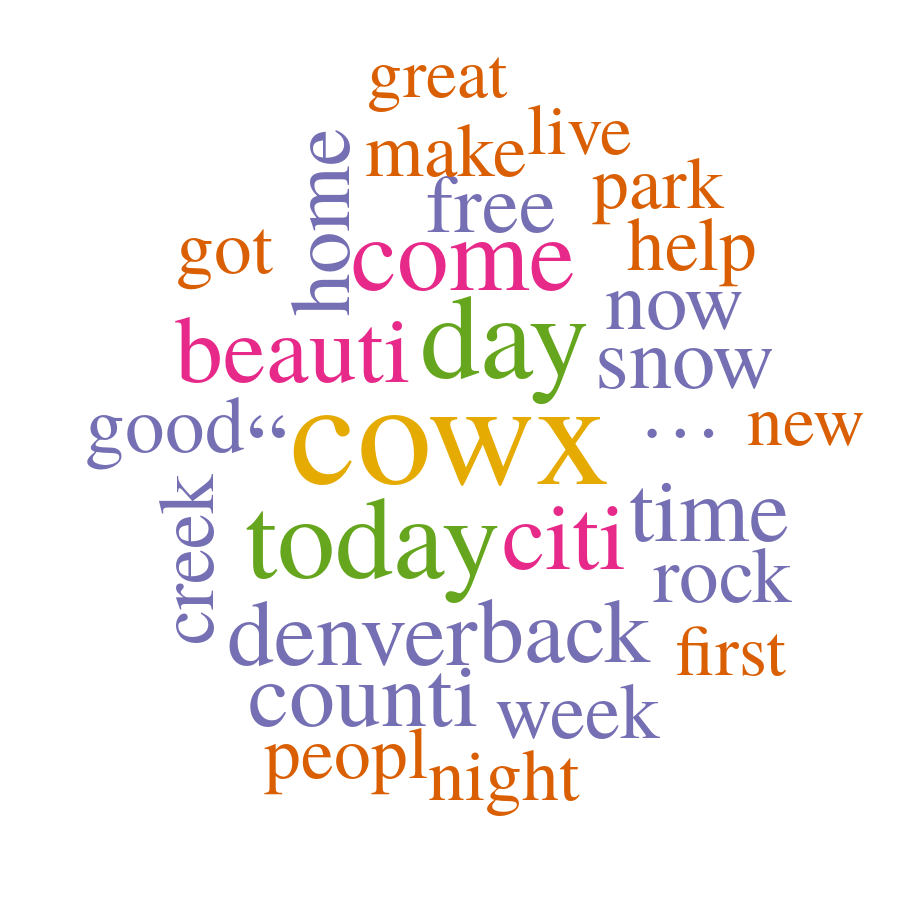 great
live
make
home
park
free
got
help
come
now
day
beauti
snow
good
“
cowx
…
new
creek
time
today
citi
rock
denver
back
first
counti
week
peopl
night